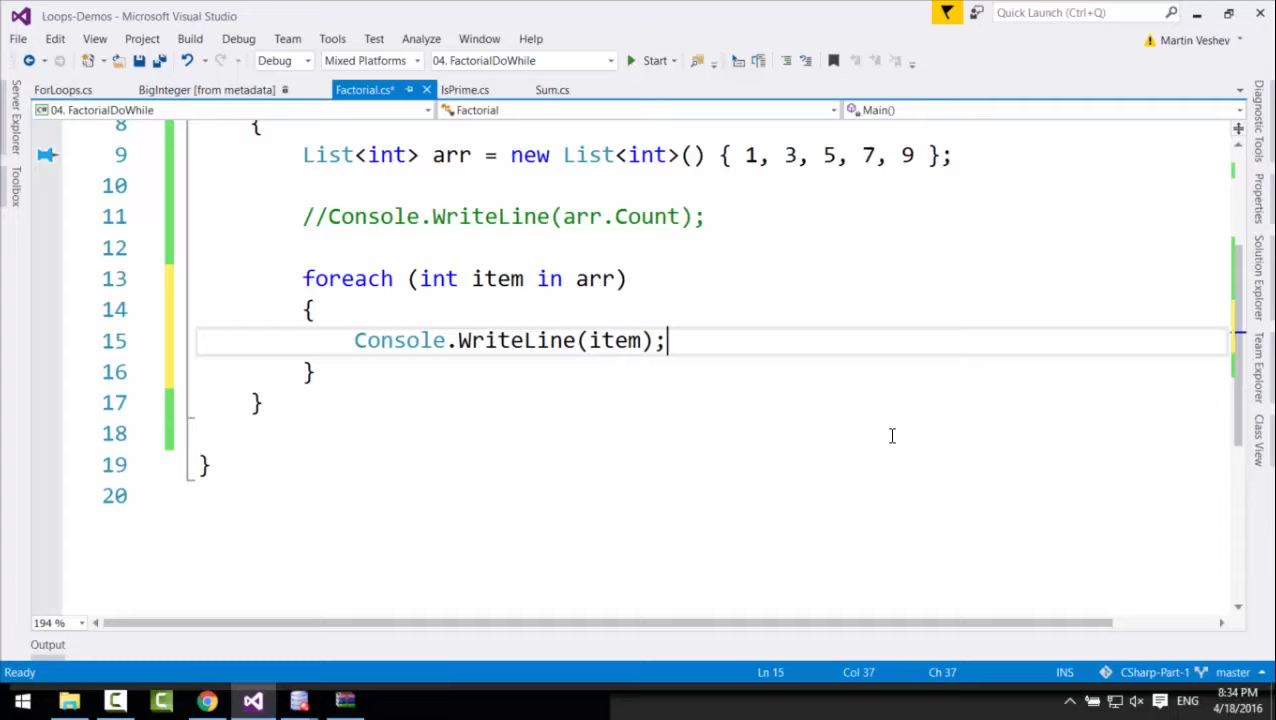 Loops-Demos - Microsoft Visual Studio
Quick Launch (Ctrl+Q)
File Edit View Project Build Debug Team Tools Test Analyze Window Help
Martin Veshev
Debug Mixed Platforms 04. FactorialDoWhile Start
ForLoops.cs BigInteger [from metadata] Factorial.cs* IsPrime.cs Sum.cs
04. FactorialDoWhile Factorial Main()
8 {
9 List<int> arr = new List<int>() { 1, 3, 5, 7, 9 };
10
11 //Console.WriteLine(arr.Count);
12
13 foreach (int item in arr)
14 {
15 Console.WriteLine(item);
16 }
17 }
18
19 }
20
194 %
Output
Ready Ln 15 Col 37 Ch 37 INS CSharp-Part-1 master
Server Explorer
Toolbox
Diagnostic Tools
Properties
Solution Explorer
Team Explorer
Class View
ENG
8:34 PM
4/18/2016